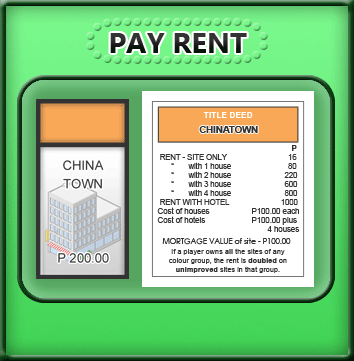 PAY RENT
CHINA
TOWN
P 200.00
TITLE DEED
CHINATOWN
P
RENT - SITE ONLY 16
" with 1 house 80
" with 2 house 220
" with 3 house 600
" with 4 house 800
RENT WITH HOTEL 1000
Cost of houses P100.00 each
Cost of hotels P100.00 plus
4 houses
MORTGAGE VALUE of site - P100.00
If a player owns all the sites of any
colour group, the rent is doubled on
unimproved sites in that group.